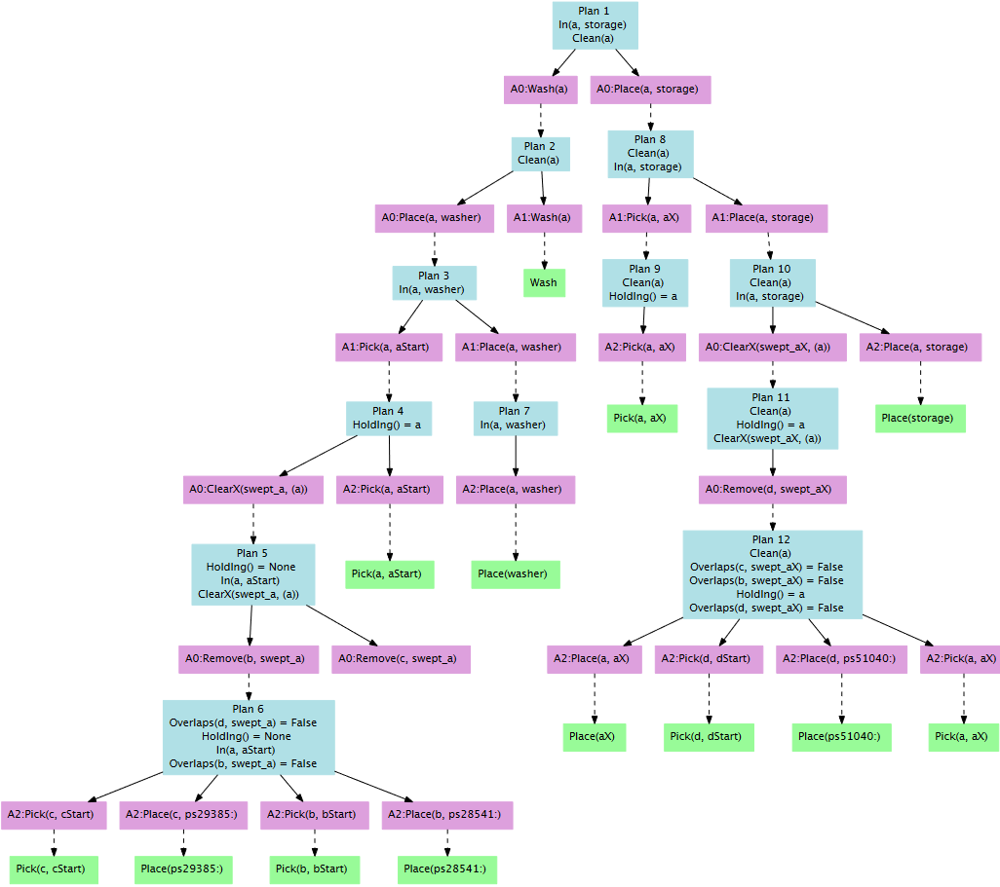 Plan 1
In(a, storage)
Clean(a)
A0:Wash(a)
A0:Place(a, storage)
Plan 2
Clean(a)
Plan 8
Clean(a)
In(a, storage)
A0:Place(a, washer)
A1:Wash(a)
A1:Pick(a, aX)
A1:Place(a, storage)
Plan 3
In(a, washer)
Wash
Plan 9
Clean(a)
HoldIng() = a
Plan 10
Clean(a)
In(a, storage)
A1:Pick(a, aStart)
A1:Place(a, washer)
A2:Pick(a, aX)
A0:ClearX(swept_aX, (a))
A2:Place(a, storage)
Plan 4
HoldIng() = a
Plan 7
In(a, washer)
Pick(a, aX)
Plan 11
Clean(a)
HoldIng() = a
ClearX(swept_aX, (a))
Place(storage)
A0:ClearX(swept_a, (a))
A2:Pick(a, aStart)
A2:Place(a, washer)
A0:Remove(d, swept_aX)
Plan 5
HoldIng() = None
In(a, aStart)
ClearX(swept_a, (a))
Pick(a, aStart)
Place(washer)
Plan 12
Clean(a)
Overlaps(c, swept_aX) = False
Overlaps(b, swept_aX) = False
HoldIng() = a
Overlaps(d, swept_aX) = False
A0:Remove(b, swept_a)
A0:Remove(c, swept_a)
A2:Place(a, aX)
A2:Pick(d, dStart)
A2:Place(d, ps51040:)
A2:Pick(a, aX)
Plan 6
Overlaps(d, swept_a) = False
HoldIng() = None
In(a, aStart)
Overlaps(b, swept_a) = False
Place(aX)
Pick(d, dStart)
Place(ps51040:)
Pick(a, aX)
A2:Pick(c, cStart)
A2:Place(c, ps29385:)
A2:Pick(b, bStart)
A2:Place(b, ps28541:)
Pick(c, cStart)
Place(ps29385:)
Pick(b, bStart)
Place(ps28541:)